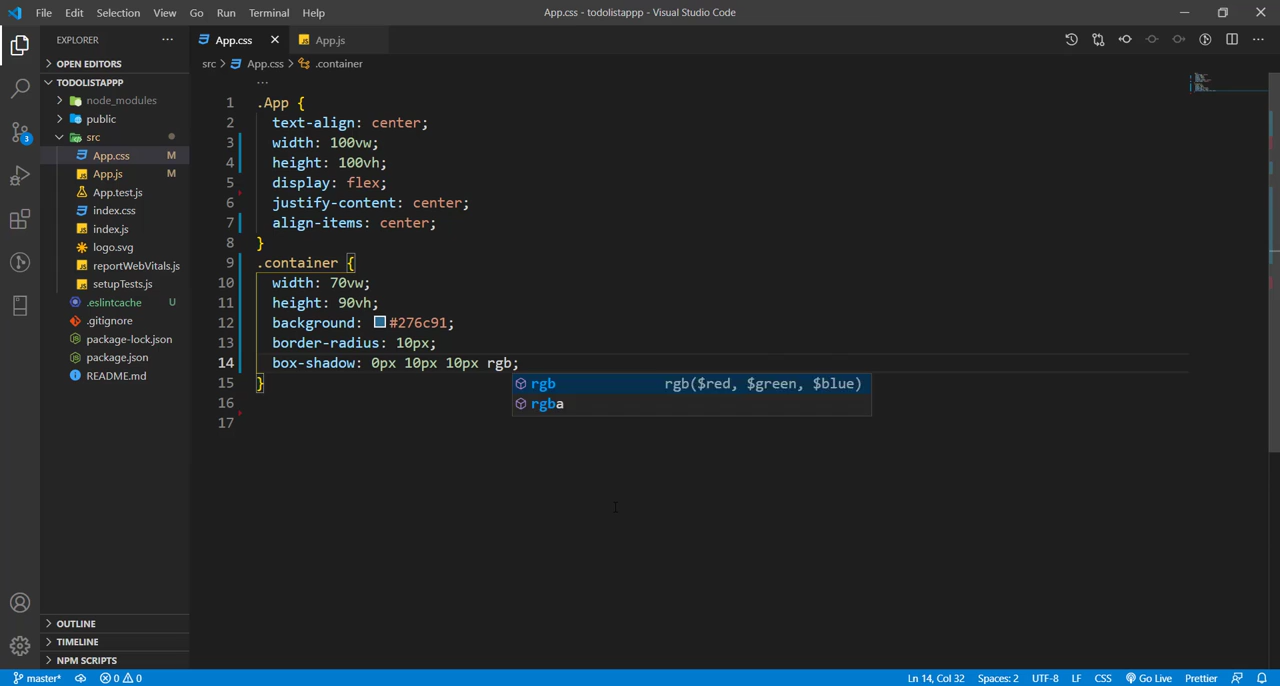 File Edit Selection View Go Run Terminal Help App.css - todolistappp - Visual Studio Code
EXPLORER ...
App.css App.js
OPEN EDITORS
src > App.css > .container
TODOLISTAPPP
node_modules
public
src
App.css M
App.js M
App.test.js
index.css
index.js
logo.svg
reportWebVitals.js
setupTests.js
.eslintcache U
.gitignore
package-lock.json
package.json
README.md
OUTLINE
TIMELINE
NPM SCRIPTS
3
...
1 .App {
2 text-align: center;
3 width: 100vw;
4 height: 100vh;
5 display: flex;
6 justify-content: center;
7 align-items: center;
8 }
9 .container {
10 width: 70vw;
11 height: 90vh;
12 background: #276c91;
13 border-radius: 10px;
14 box-shadow: 0px 10px 10px rgb;
15 }
16
17
rgb rgb($red, $green, $blue)
rgba
master* 0 0 Ln 14, Col 32 Spaces: 2 UTF-8 LF CSS Go Live Prettier